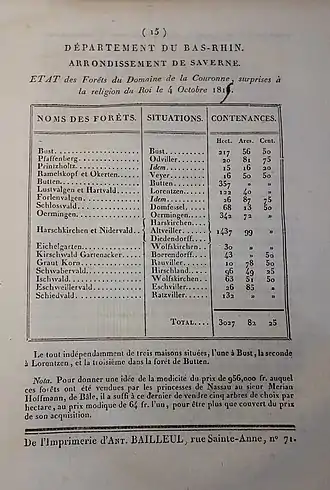 ( 15 )
DÉPARTEMENT DU BAS-RHIN.
ARRONDISSEMENT DE SAVERNE.
ETAT des Forêts du Domaine de la Couronne, surprises à
la religion du Roi le 4 Octobre
NOMS DES FORÊTS. SITUATIONS. CONTENANCES.
Hect. Ares. Cent.
Bust Bust 217 56 50
Pfaffenberg Odviller 20 81 75
Printzholtz Idem 15 16 20
Ramelskopf et Okerten Veyer 16 50 50
Butten Butten 357 » »
Lustvalgen et Hartvald Lorentzen 122 40 »
Forlenvalgen Idem 26 87 75
Schlossvald Domfessel 68 13 50
Oermingen Oermingen 342 72 »
Harskirchen
Harschkirchen et Nidervald Altviller 1437 99 »
Diedendorff
Eichelgarten Wolfskirchen 30 » »
Kirschwald Gartenacker Borrendorff 43 » 50
Graut Korn Rauviller 10 78 50
Schwabervald Hirschland 96 49 25
Ischvald Wolfskirchen 63 51 50
Eschweillervald Eschviller 26 85 »
Schiedvald Ratzviller 132 » »
TOTAL 3027 82 25
Le tout indépendamment de trois maisons situées, l'une à Bust, la seconde
à Lorentzen, et la troisième dans la forêt de Butten.
Nota. Pour donner une idée de la modicité du prix de 956,000 fr. auquel
ces forêts ont été vendues par les princesses de Nassau au sieur Merian
Hoffmann, de Bâle, il a suffi à ce dernier de vendre cinq arbres de choix par
hectare, au prix modique de 64 fr. l'un, pour être plus que couvert du prix
de son acquisition.
De l'Imprimerie d'ANT. BAILLEUL, rue Sainte-Anne, n° 71.